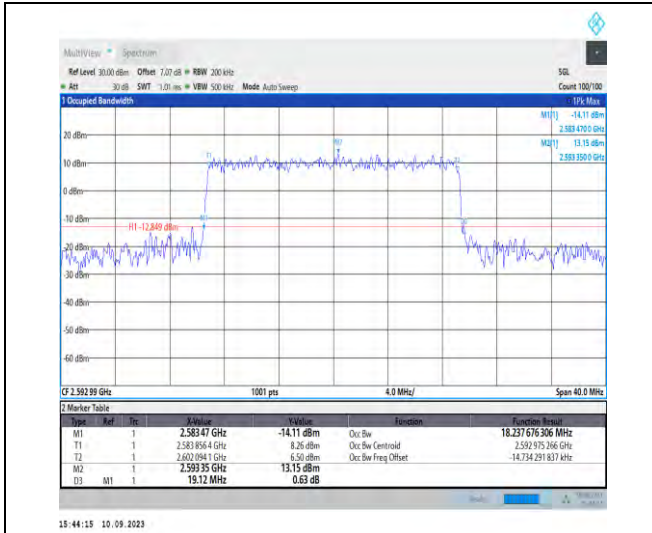 MultiView Spectrum
Ref Level 30.00 dBm Offset 7.07 dB RBW 200 kHz SGL
Att 30 dB SWT 1.01 ms VBW 500 kHz Mode Auto Sweep Count 100/100
1 Occupied Bandwidth 1Pk Max
M1[1] -14.11 dBm
2.583 4700 GHz
M2[1] 13.15 dBm
2.593 3500 GHz
20 dBm
10 dBm
0 dBm
-10 dBm
H1 -12.849 dBm
-20 dBm
-30 dBm
-40 dBm
-50 dBm
-60 dBm
T1
M2
CF 2.592 99 GHz 1001 pts 4.0 MHz/ Span 40.0 MHz
2 Marker Table
Type Ref Trc X-Value Y-Value Function Function Result
M1 1 2.583 47 GHz -14.11 dBm Occ Bw 18.237 676 306 MHz
T1 1 2.583 856 4 GHz 8.26 dBm Occ Bw Centroid 2.592 975 266 GHz
T2 1 2.602 094 1 GHz 6.50 dBm Occ Bw Freq Offset -14.734 291 837 kHz
M2 1 2.593 35 GHz 13.15 dBm
D3 M1 1 19.12 MHz 0.63 dB
15:44:15 10.09.2023